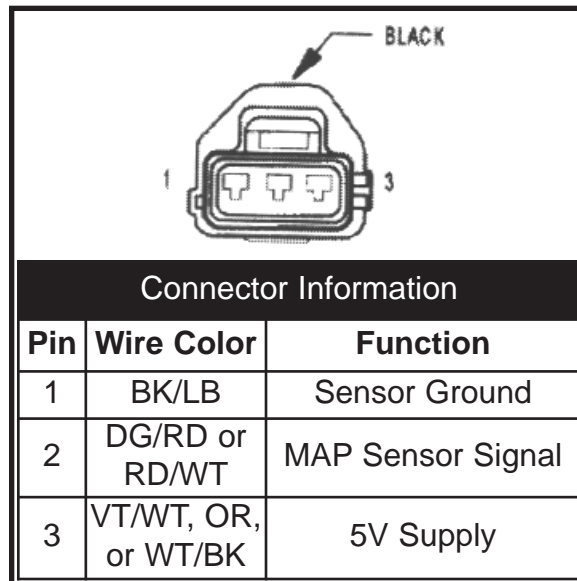 BLACK
1
3
Connector Information
Pin Wire Color Function
1 BK/LB Sensor Ground
2 DG/RD or RD/WT MAP Sensor Signal
3 VT/WT, OR, or WT/BK 5V Supply